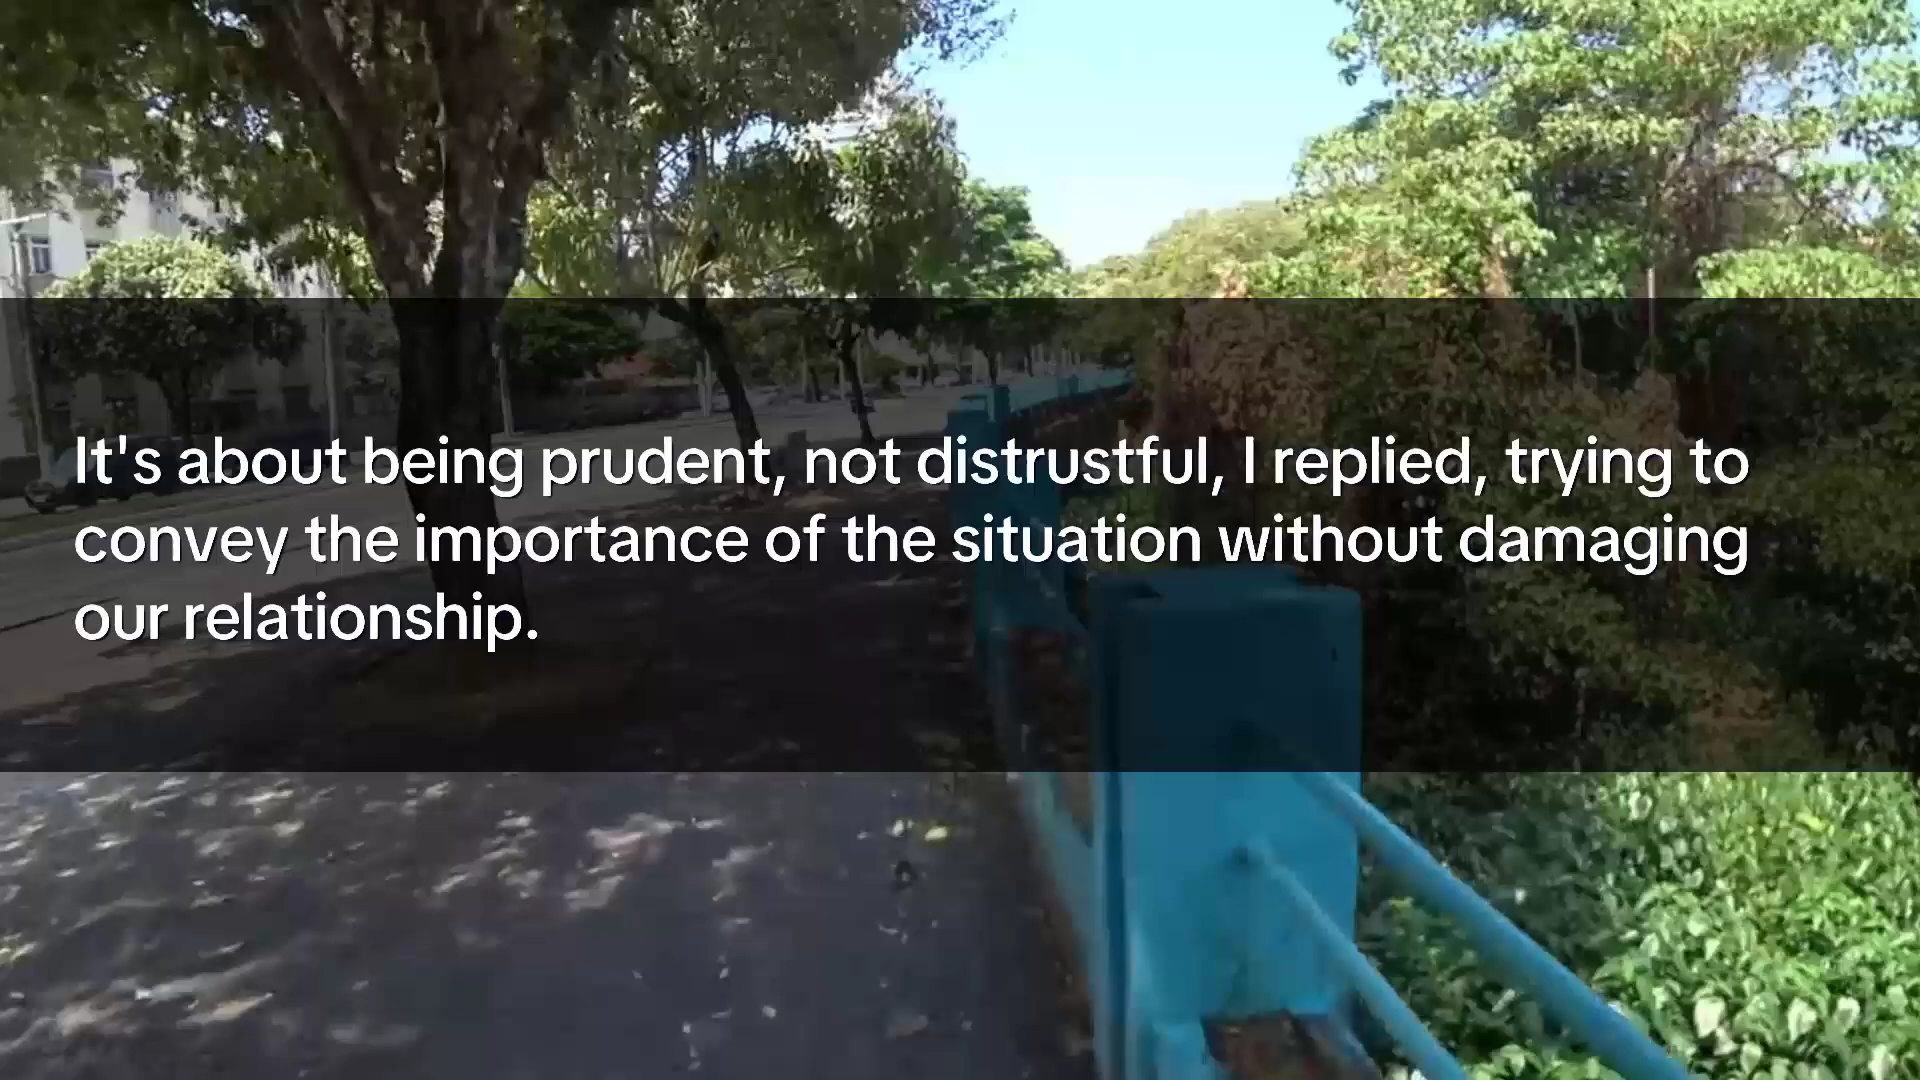 It's about being prudent, not distrustful, I replied, trying to
convey the importance of the situation without damaging
our relationship.